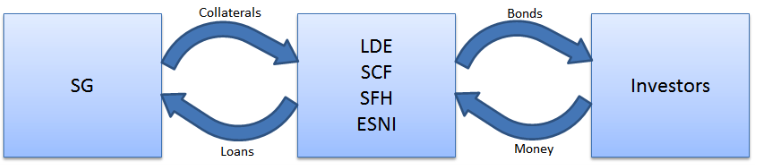 Collaterals
Bonds
SG
LDE
SCF
SFH
ESNI
Investors
Loans
Money